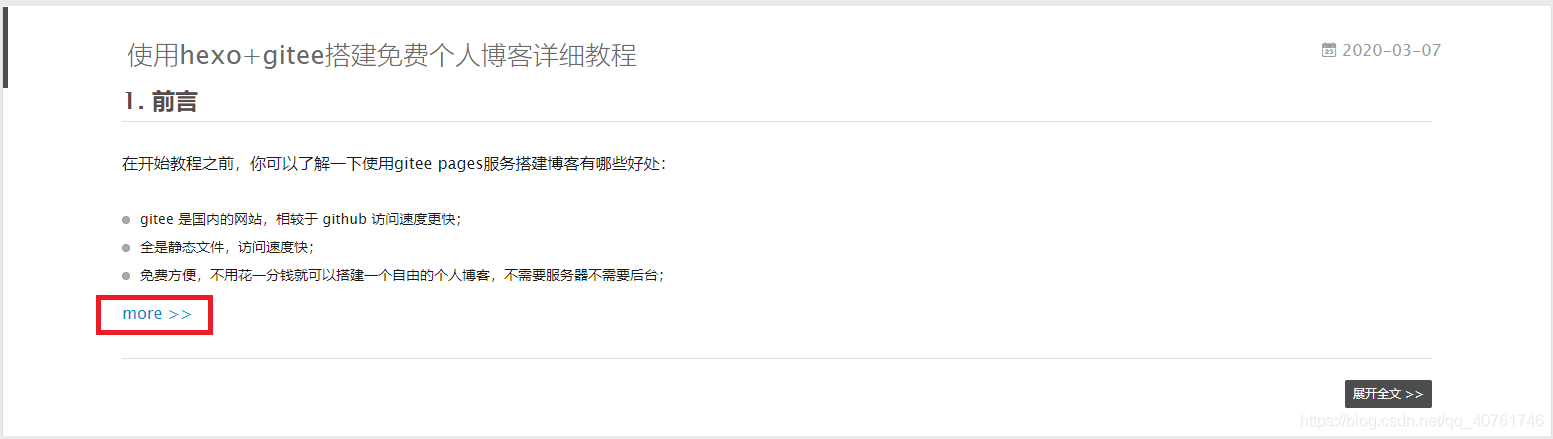 使用hexo+gitee搭建免费个人博客详细教程
2020-03-07
1. 前言
在开始教程之前，你可以了解一下使用gitee pages服务搭建博客有哪些好处：
gitee 是国内的网站，相较于 github 访问速度更快；
全是静态文件，访问速度快；
免费方便，不用花一分钱就可以搭建一个自由的个人博客，不需要服务器不需要后台；
more >>
展开全文 >>
https://blog.csdn.net/qq_40761746